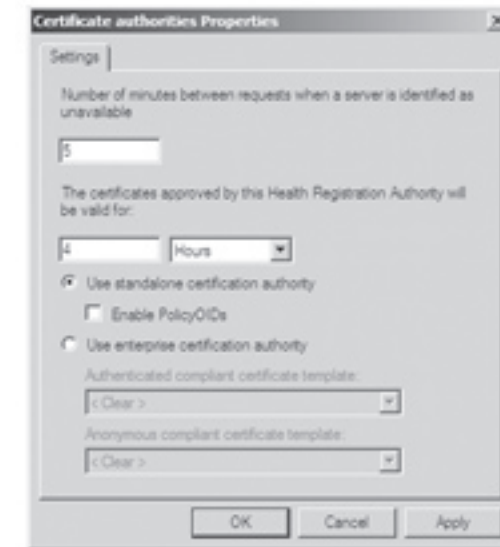 Certificate authorities Properties
Settings
Number of minutes between requests when a server is identified as
unavailable
5
The certificates approved by this Health Registration Authority will
be valid for:
4 Hours
Use standalone certification authority
Enable PolicyOIDs
Use enterprise certification authority
Authenticated compliant certificate template:
< Clear >
Anonymous compliant certificate template:
< Clear >
OK Cancel Apply